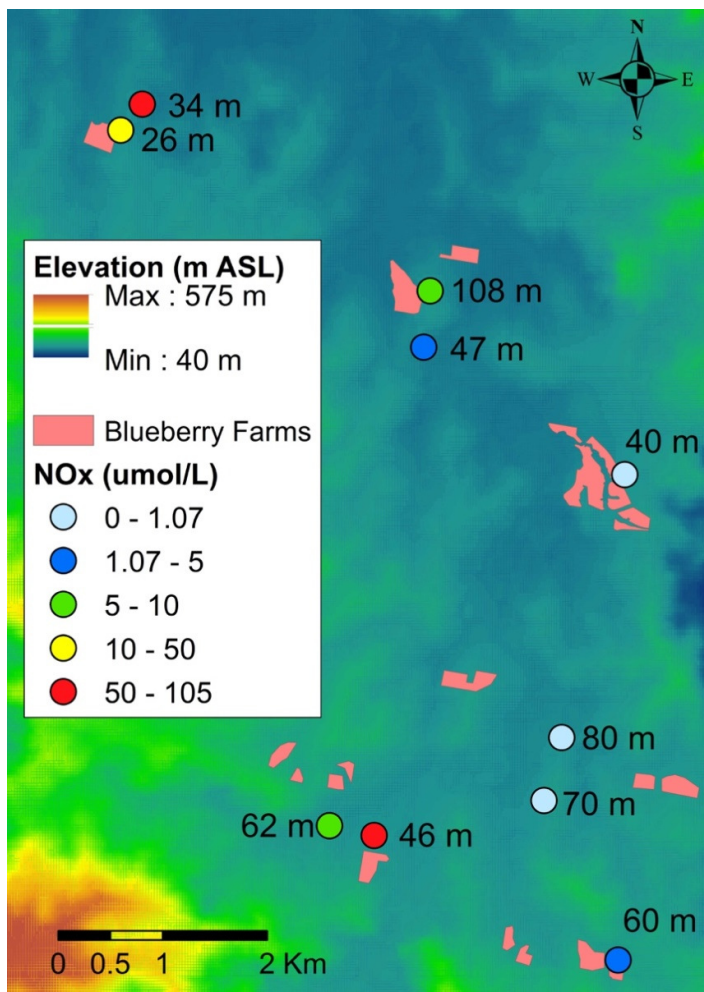 N
W E
S
34 m
26 m
Elevation (m ASL)
Max : 575 m
Min : 40 m
Blueberry Farms
NOx (umol/L)
0 - 1.07
1.07 - 5
5 - 10
10 - 50
50 - 105
108 m
47 m
40 m
80 m
70 m
62 m
46 m
60 m
0 0.5 1 2 Km